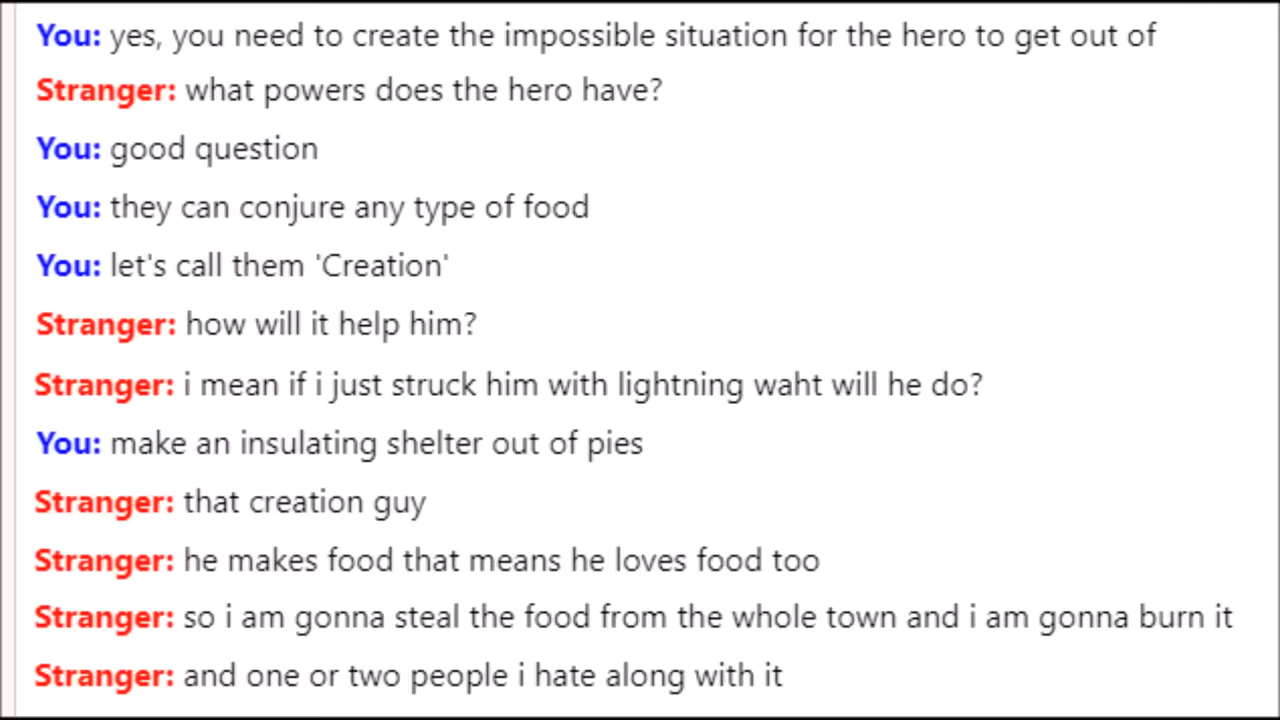 You: yes, you need to create the impossible situation for the hero to get out of
Stranger: what powers does the hero have?
You: good question
You: they can conjure any type of food
You: let's call them 'Creation'
Stranger: how will it help him?
Stranger: i mean if i just struck him with lightning waht will he do?
You: make an insulating shelter out of pies
Stranger: that creation guy
Stranger: he makes food that means he loves food too
Stranger: so i am gonna steal the food from the whole town and i am gonna burn it
Stranger: and one or two people i hate along with it